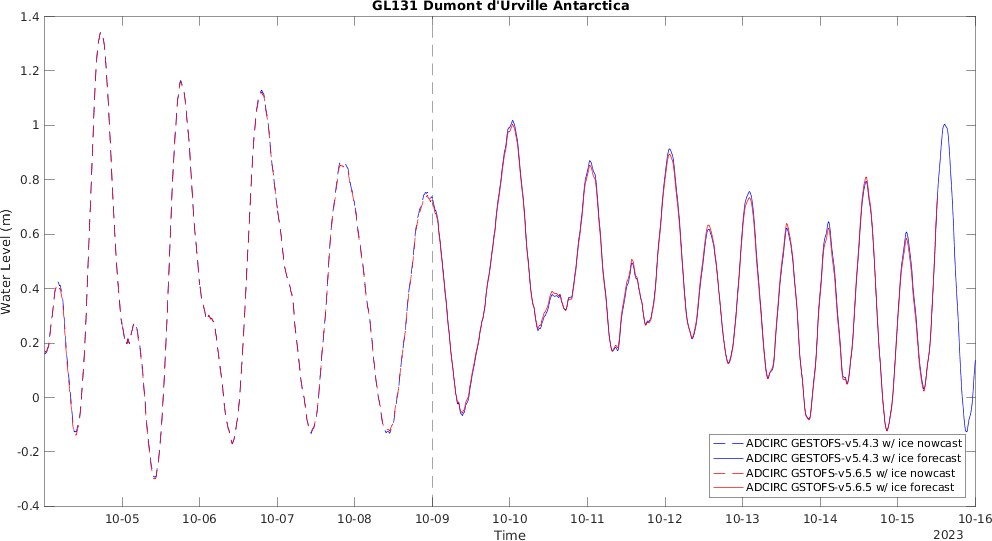 GL131 Dumont d'Urville Antarctica
Water Level (m)
1.4
1.2
1
0.8
0.6
0.4
0.2
0
-0.2
-0.4
10-05 10-06 10-07 10-08 10-09 10-10 10-11 10-12 10-13 10-14 10-15 10-16
Time
2023
ADCIRC GESTOFS-v5.4.3 w/ ice nowcast
ADCIRC GESTOFS-v5.4.3 w/ ice forecast
ADCIRC GSTOFS-v5.6.5 w/ ice nowcast
ADCIRC GSTOFS-v5.6.5 w/ ice forecast